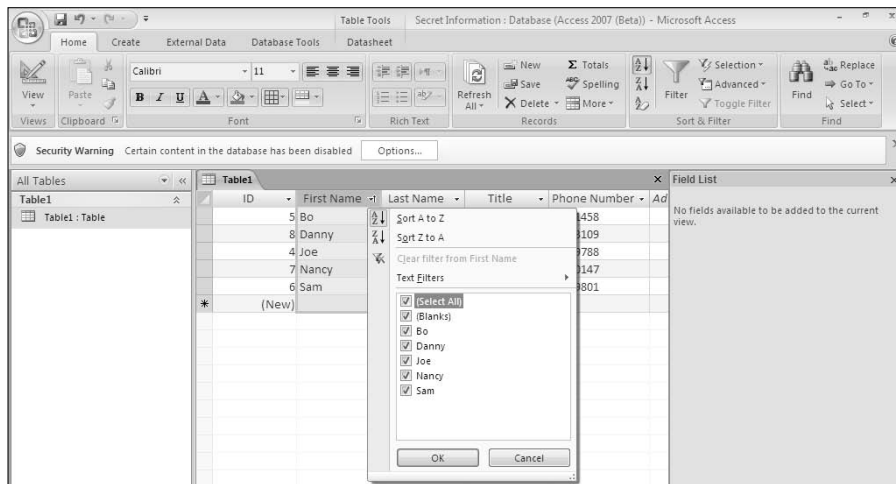 Table Tools Secret Information : Database (Access 2007 (Beta)) - Microsoft Access
Home Create External Data Database Tools Datasheet
View
Paste
Calibri 11
B I U
Refresh All
New
Save
Delete
Σ Totals
Spelling
More
Filter
Selection
Advanced
Toggle Filter
Find
Replace
Go To
Select
Views Clipboard Font Rich Text Records Sort & Filter Find
Security Warning Certain content in the database has been disabled Options...
All Tables
Table1
Table1 : Table
Table1
ID First Name Last Name Title Phone Number Ad
5 Bo 1458
8 Danny 3109
4 Joe 9788
7 Nancy 0147
6 Sam 9801
(New)
Sort A to Z
Sort Z to A
Clear filter from First Name
Text Filters
(Select All)
(Blanks)
Bo
Danny
Joe
Nancy
Sam
OK Cancel
Field List
No fields available to be added to the current
view.